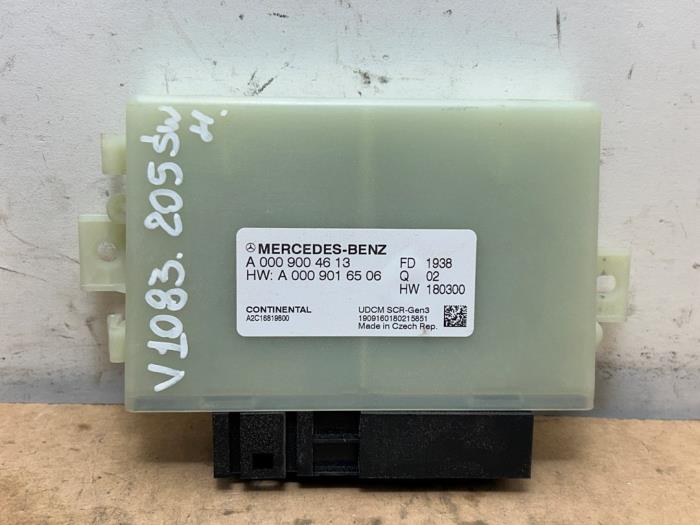 V1083. 205SW
H.
MERCEDES-BENZ
A 000 900 46 13 FD 1938
HW: A 000 901 65 06 Q 02
HW 180300
CONTINENTAL UDCM SCR-Gen3
A2C16819800 1909160180215851
Made in Czech Rep.